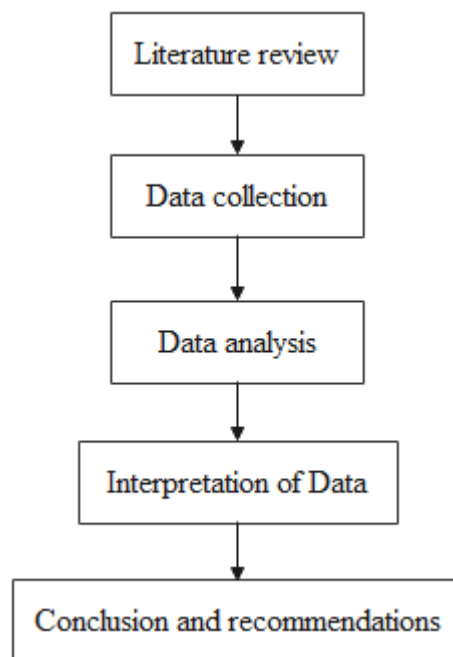 Literature review
Data collection
Data analysis
Interpretation of Data
Conclusion and recommendations